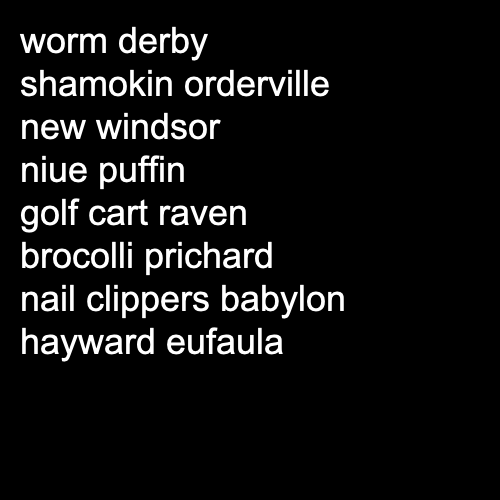 worm derby
shamokin orderville
new windsor
niue puffin
golf cart raven
brocolli prichard
nail clippers babylon
hayward eufaula